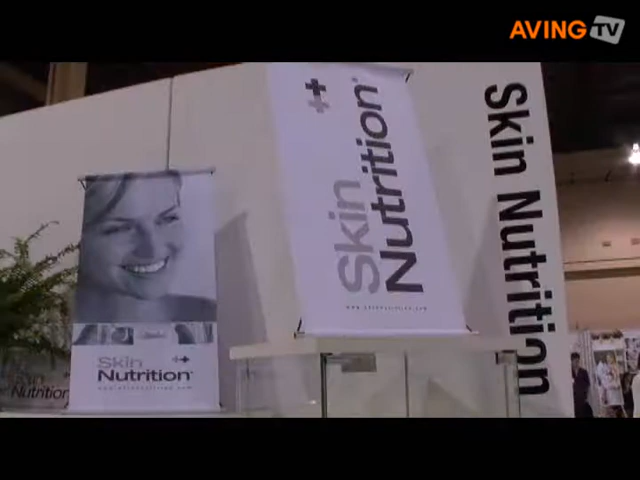 AVING TV
++
Skin
Nutrition
Skin Nutrition
Skin
++
Nutrition
Nutrition